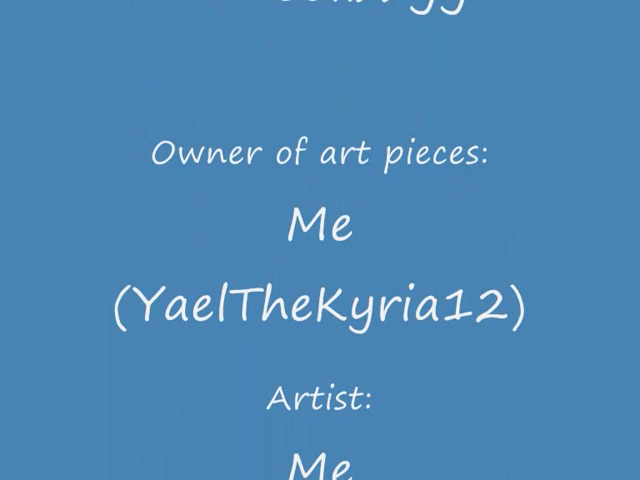 Owner of art pieces:
Me
(YaelTheKyria12)
Artist:
Me